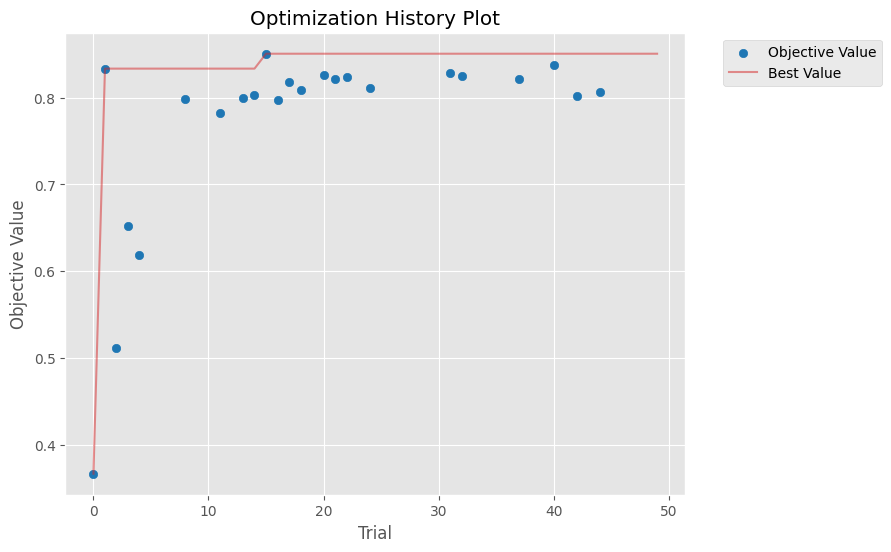 Optimization History Plot
Objective Value
Best Value
Objective Value
0.8
0.7
0.6
0.5
0.4
0 10 20 30 40 50
Trial